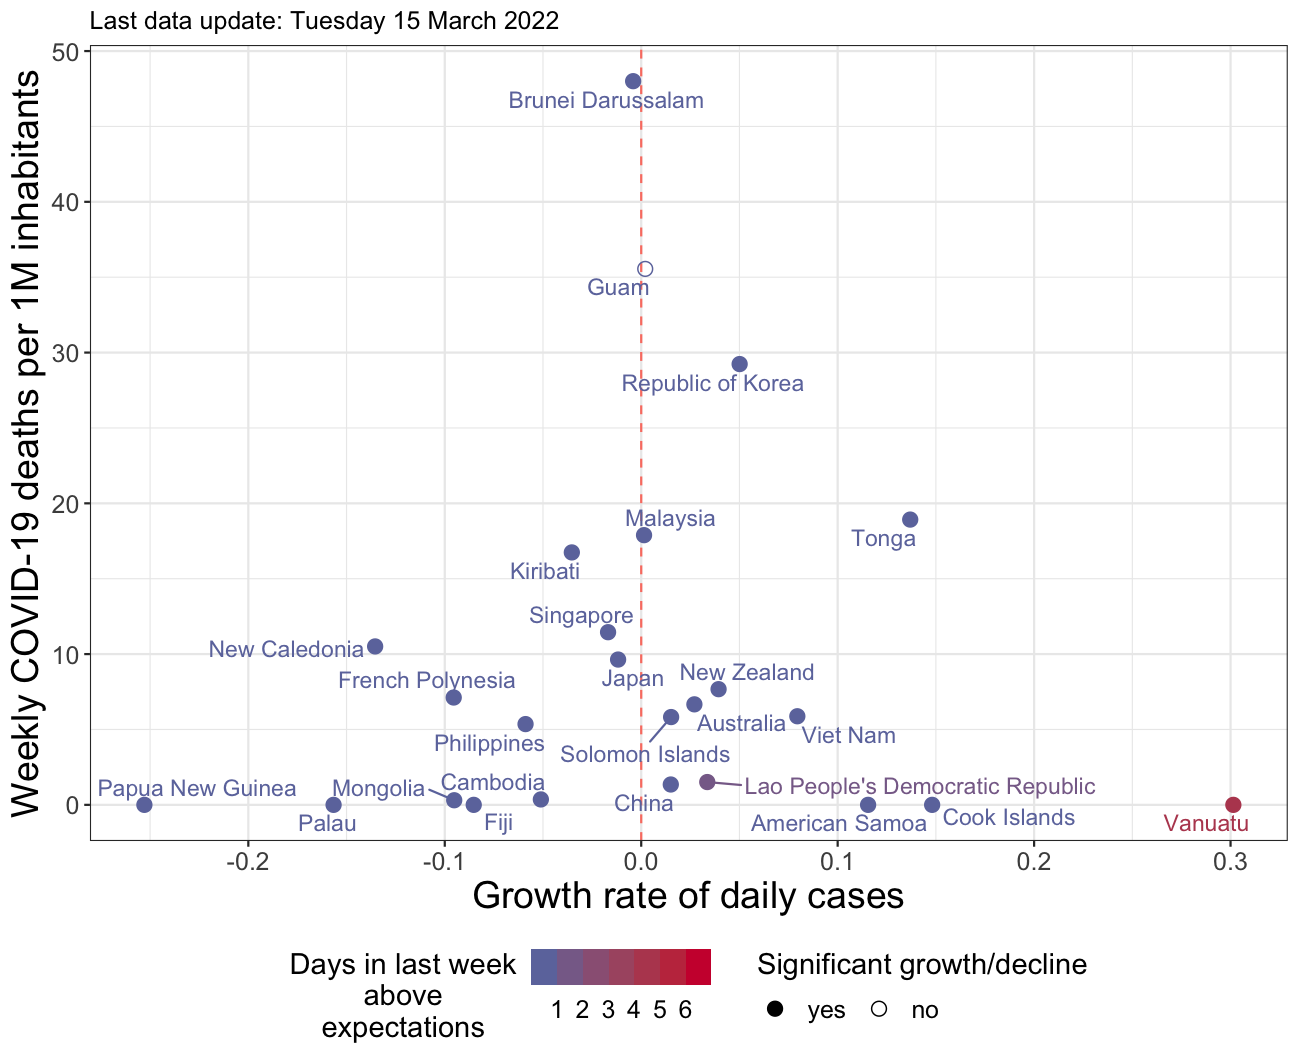 Last data update: Tuesday 15 March 2022
50
Brunei Darussalam
40
Guam
30
Republic of Korea
20
Malaysia
Tonga
Kiribati
Singapore
New Caledonia
10
Japan
New Zealand
French Polynesia
Australia
Viet Nam
Philippines
Solomon Islands
Papua New Guinea
Mongolia
Cambodia
Lao People's Democratic Republic
0
China
Palau
Fiji
American Samoa
Cook Islands
Vanuatu
Weekly COVID-19 deaths per 1M inhabitants
-0.2 -0.1 0.0 0.1 0.2 0.3
Growth rate of daily cases
Days in last week
above
expectations
1 2 3 4 5 6
Significant growth/decline
yes no